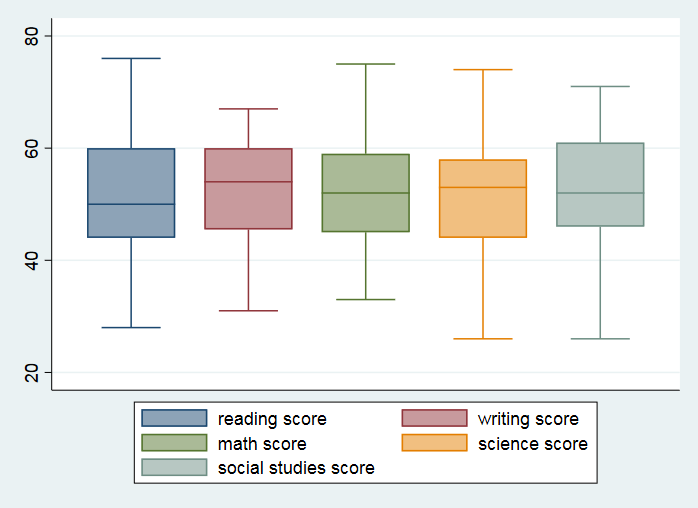 80
60
40
20
reading score
writing score
math score
science score
social studies score